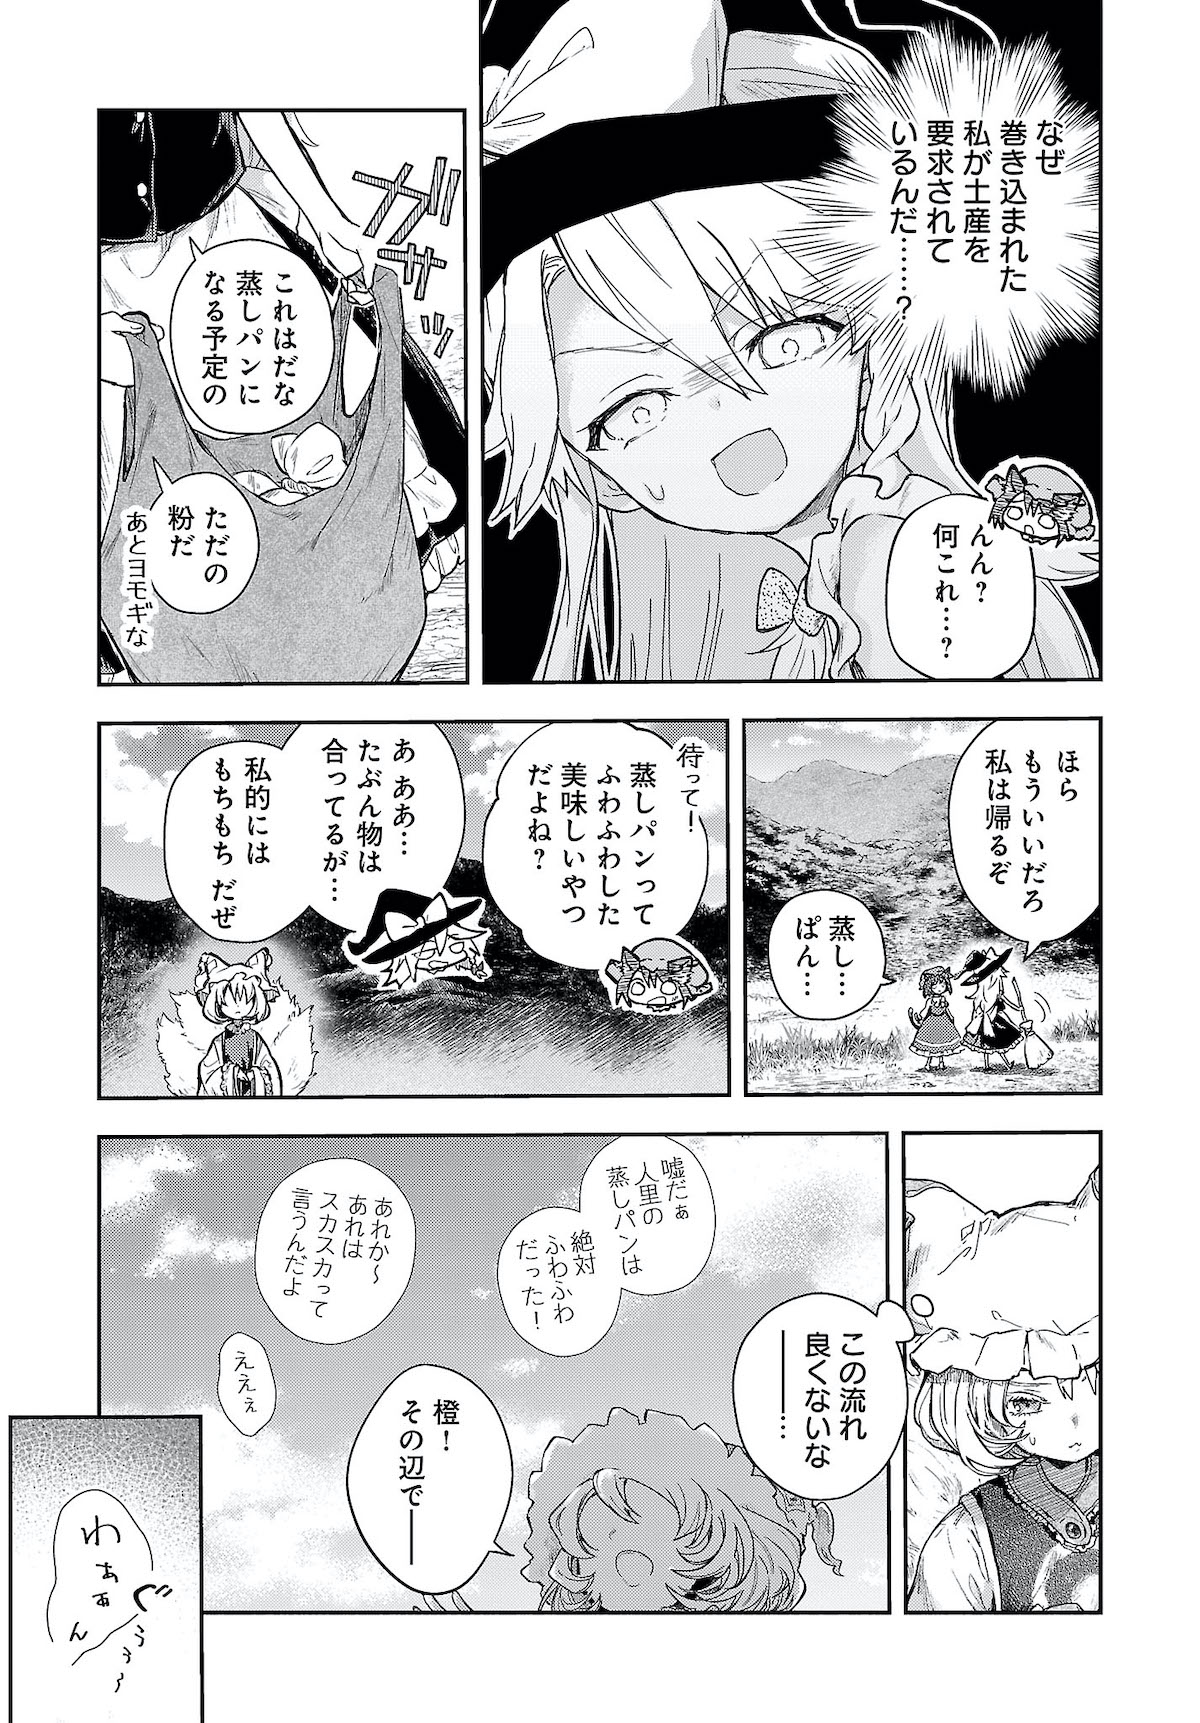 なぜ
巻き込まれた
私が土産を
要求されて
いるんだ……？
んん？
何これ…？
ガサ
ガサ
これはだな
蒸しパンに
なる予定の
ただの
粉だ
あとヨモギな
ほら
もういいだろ
私は帰るぞ
蒸し…
ぱん…
待って！
蒸しパンって
ふわふわした
美味しいやつ
だよね？
あ ああ…
たぶん物は
合ってるが…
私的には
もちもち だぜ
この流れ
良くないな
――…
嘘だぁ
人里の
蒸しパンは
絶対
ふわふわ
だった！
あれか〜
あれは
スカスカって
言うんだよ
ええぇ
橙！
その辺で――
わぁぁん
ぐぅぅ〜